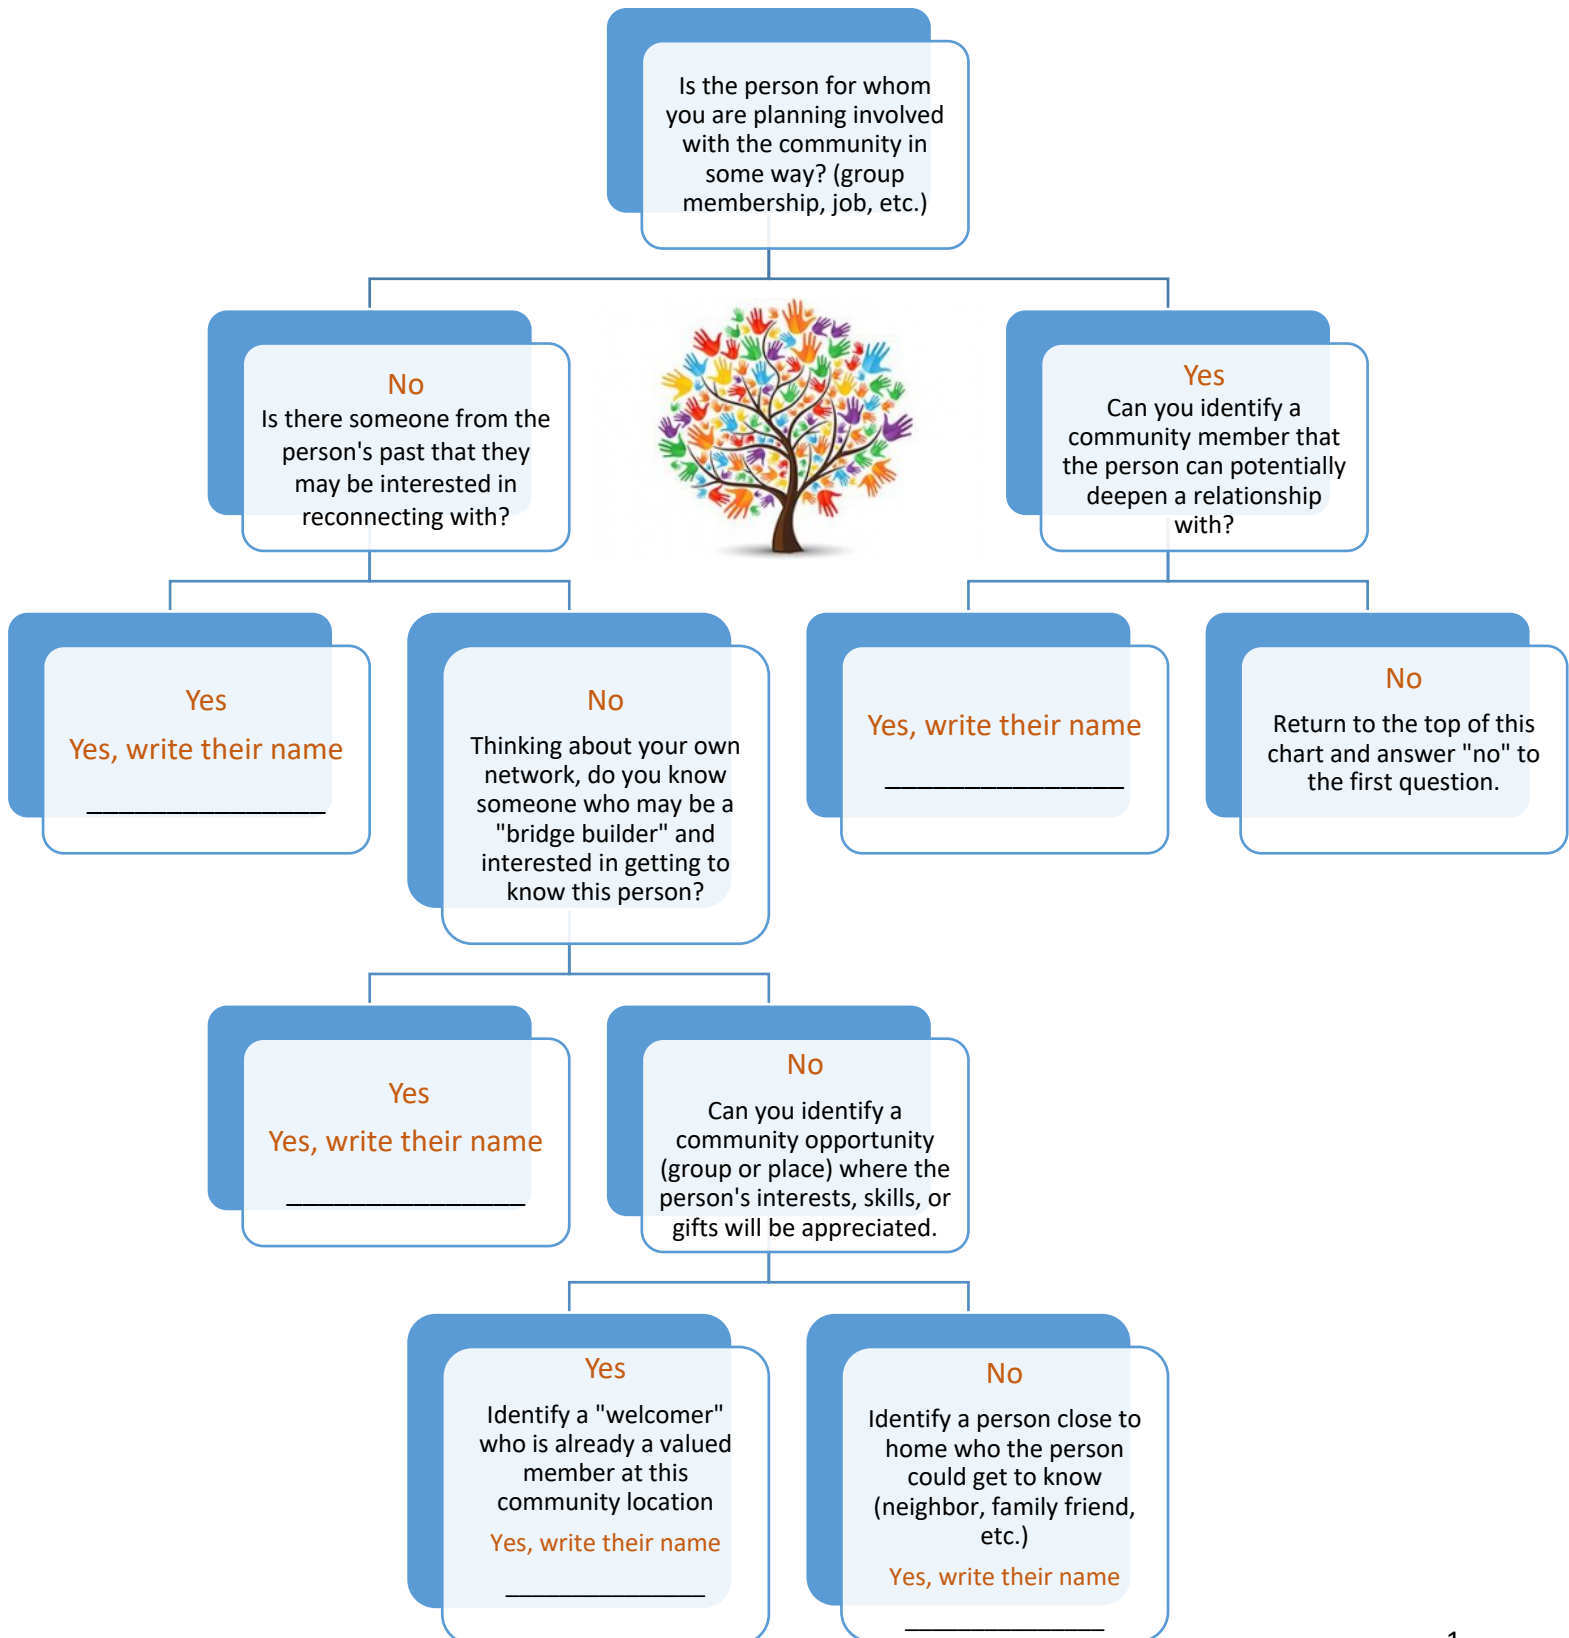 Is the person for whom
you are planning involved
with the community in
some way? (group
membership, job, etc.)
No
Is there someone from the
person's past that they
may be interested in
reconnecting with?
Yes
Can you identify a
community member that
the person can potentially
deepen a relationship
with?
Yes
Yes, write their name
_______________
No
Thinking about your own
network, do you know
someone who may be a
"bridge builder" and
interested in getting to
know this person?
Yes, write their name
_______________
No
Return to the top of this
chart and answer "no" to
the first question.
Yes
Yes, write their name
_______________
No
Can you identify a
community opportunity
(group or place) where the
person's interests, skills, or
gifts will be appreciated.
Yes
Identify a "welcomer"
who is already a valued
member at this
community location
Yes, write their name
_______________
No
Identify a person close to
home who the person
could get to know
(neighbor, family friend,
etc.)
Yes, write their name
_______________
1